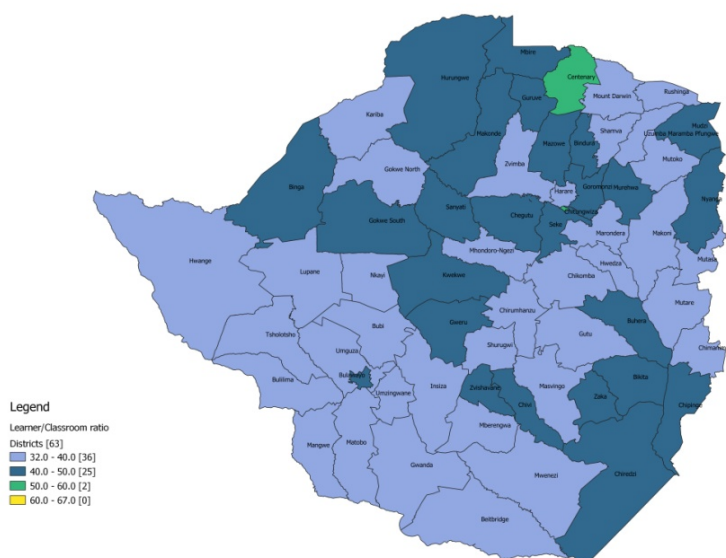 Mbire
Centenary
Hurungwe
Guruve
Mount Darwin
Rushinga
Kariba
Makonde
Mudzi
Mazowe
Bindura
Shamva
Uzumba Maramba Pfungwe
Zvimba
Mutoko
Gokwe North
Binga
Harare
Goromonzi
Murehwa
Nyanga
Sanyati
Chegutu
Chitungwiza
Gokwe South
Seke
Marondera
Makoni
Hwange
Mhondoro-Ngezi
Hwedza
Mutasa
Lupane
Nkayi
Kwekwe
Chikomba
Mutare
Chirumhanzu
Buhera
Gweru
Bubi
Tsholotsho
Gutu
Umguza
Shurugwi
Chimanim
Bulilima
Bulawayo
Umzingwane
Insiza
Zvishavane
Masvingo
Bikita
Zaka
Chivi
Chipinge
Mberengwa
Mangwe
Matobo
Gwanda
Mwenezi
Chiredzi
Beitbridge
Legend
Learner/Classroom ratio
Districts [63]
32.0 - 40.0 [36]
40.0 - 50.0 [25]
50.0 - 60.0 [2]
60.0 - 67.0 [0]